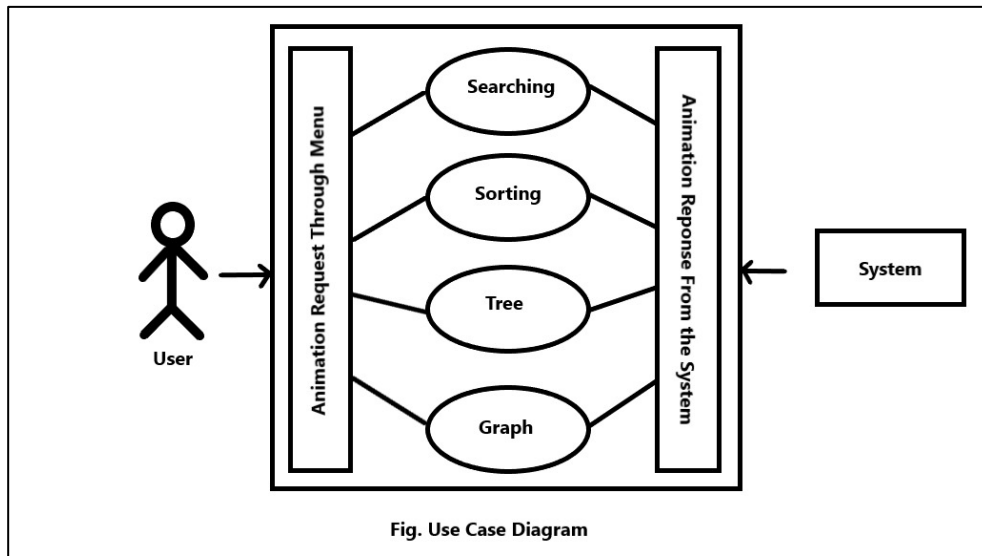 Searching
Animation Request Through Menu
Animation Reponse From the System
Sorting
System
Tree
User
Graph
Fig. Use Case Diagram